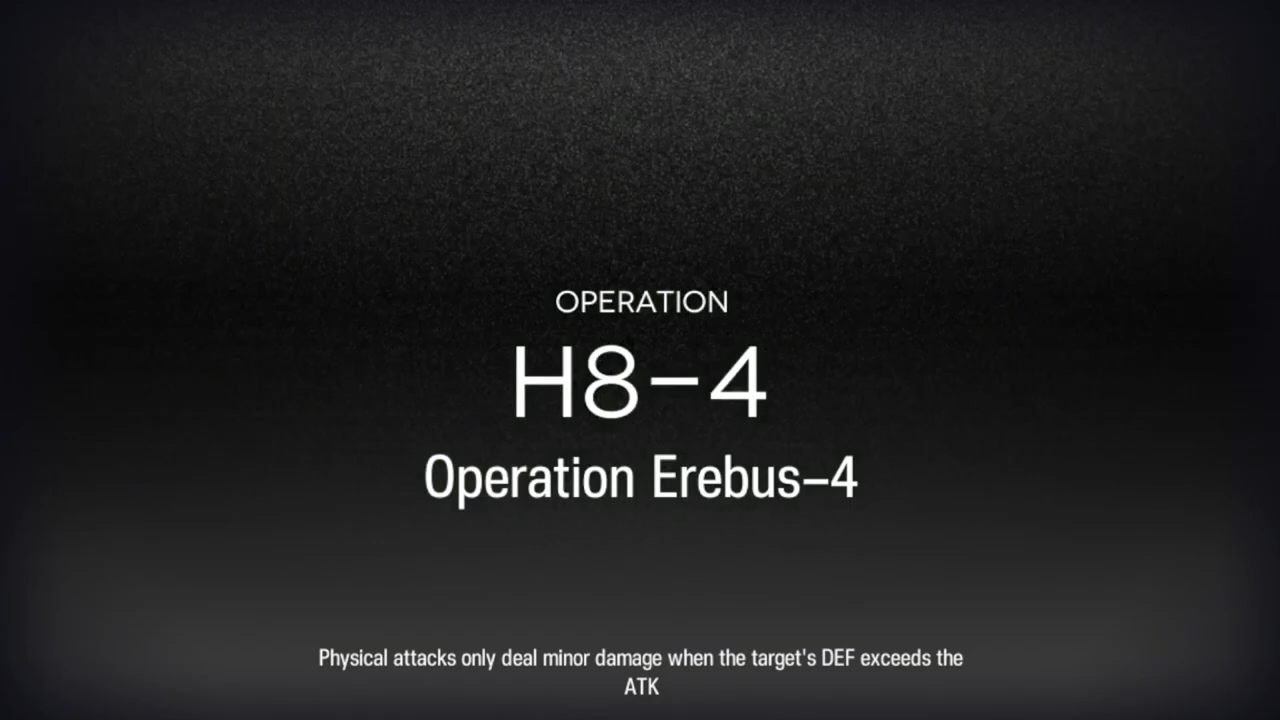 OPERATION
H8-4
Operation Erebus-4
Physical attacks only deal minor damage when the target's DEF exceeds the
ATK